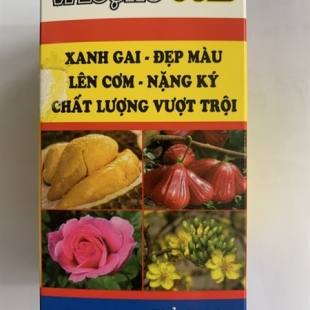 XANH GAI - ĐẸP MÀU
LÊN CƠM - NẶNG KÝ
CHẤT LƯỢNG VƯỢT TRỘI